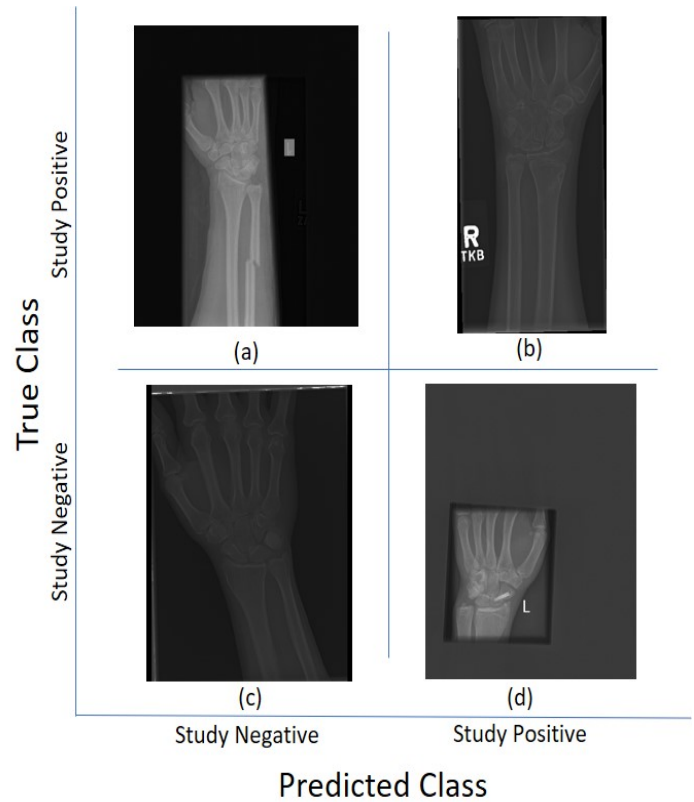 Study Positive
L
R
TKB
(a)
(b)
True Class
Study Negative
L
(c)
(d)
Study Negative
Study Positive
Predicted Class